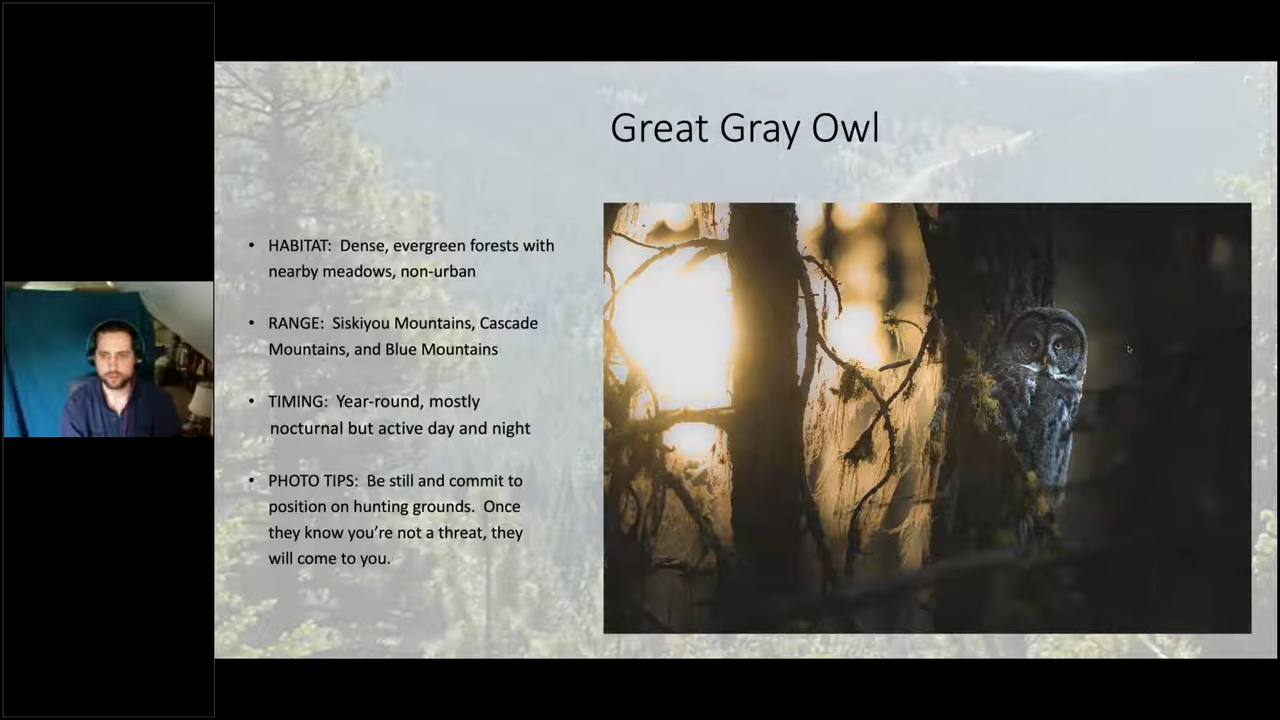 Great Gray Owl
• HABITAT: Dense, evergreen forests with
nearby meadows, non-urban
• RANGE: Siskiyou Mountains, Cascade
Mountains, and Blue Mountains
• TIMING: Year-round, mostly
nocturnal but active day and night
• PHOTO TIPS: Be still and commit to
position on hunting grounds. Once
they know you’re not a threat, they
will come to you.